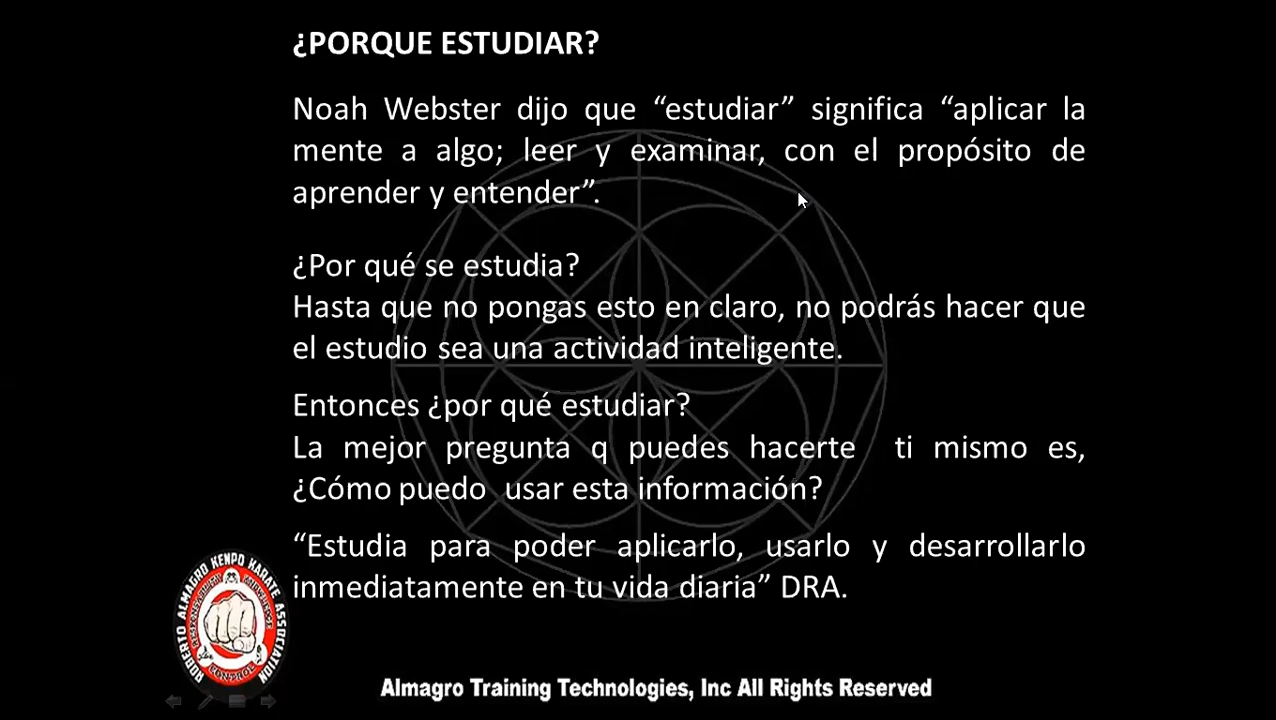 ¿PORQUE ESTUDIAR?
Noah Webster dijo que “estudiar” significa “aplicar la
mente a algo; leer y examinar, con el propósito de
aprender y entender”.
¿Por qué se estudia?
Hasta que no pongas esto en claro, no podrás hacer que
el estudio sea una actividad inteligente.
Entonces ¿por qué estudiar?
La mejor pregunta q puedes hacerte ti mismo es,
¿Cómo puedo usar esta información?
“Estudia para poder aplicarlo, usarlo y desarrollarlo
inmediatamente en tu vida diaria” DRA.
ROBERTO ALMAGRO KENPO KARATE ASSOCIATION
RESPONSABILITY KNOWLEDGE
CONTROL
Almagro Training Technologies, Inc All Rights Reserved